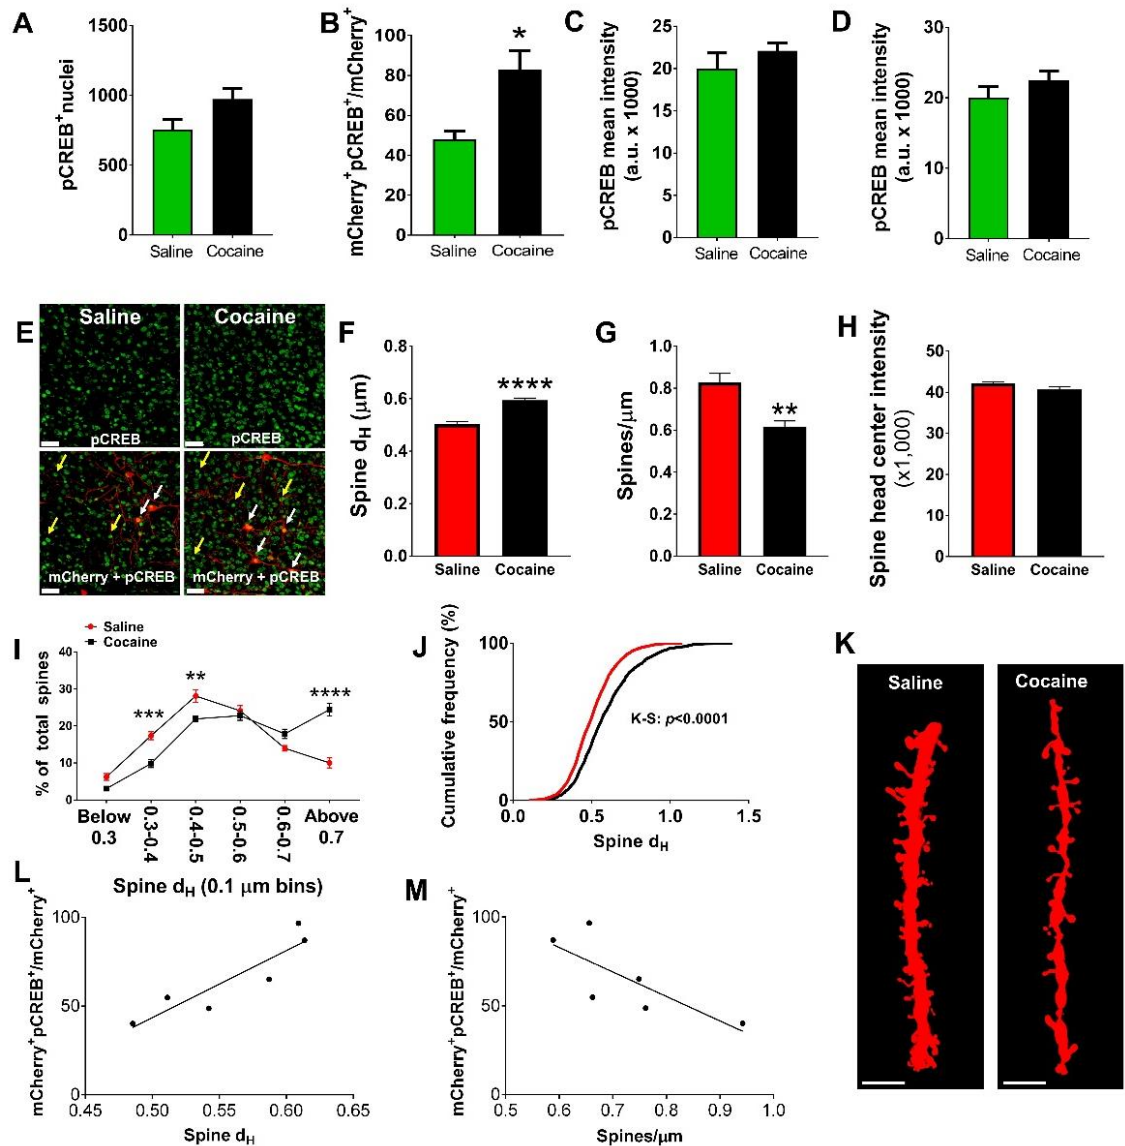 A
pCREB⁺nuclei
1500
1000
500
0
Saline
Cocaine
B
mCherry⁺pCREB⁺/mCherry⁺
100
80
60
40
20
0
*
Saline
Cocaine
C
pCREB mean intensity
(a.u. x 1000)
25
20
15
10
5
0
Saline
Cocaine
D
pCREB mean intensity
(a.u. x 1000)
30
20
10
0
Saline
Cocaine
E
Saline
Cocaine
pCREB
pCREB
mCherry + pCREB
mCherry + pCREB
F
Spine dH (μm)
0.8
0.6
0.4
0.2
0.0
****
Saline
Cocaine
G
Spines/μm
1.0
0.8
0.6
0.4
0.2
0.0
**
Saline
Cocaine
H
Spine head center intensity
(x1,000)
50
40
30
20
10
0
Saline
Cocaine
I
Saline
Cocaine
% of total spines
40
30
20
10
0
***
**
****
Below
0.3
0.3-0.4
0.4-0.5
0.5-0.6
0.6-0.7
Above
0.7
Spine dH (0.1 μm bins)
J
Cumulative frequency (%)
100
50
0
K-S: p<0.0001
0.0
0.5
1.0
1.5
Spine dH
K
Saline
Cocaine
L
mCherry⁺pCREB⁺/mCherry⁺
100
50
0
0.45
0.50
0.55
0.60
0.65
Spine dH
M
mCherry⁺pCREB⁺/mCherry⁺
100
50
0
0.5
0.6
0.7
0.8
0.9
1.0
Spines/μm